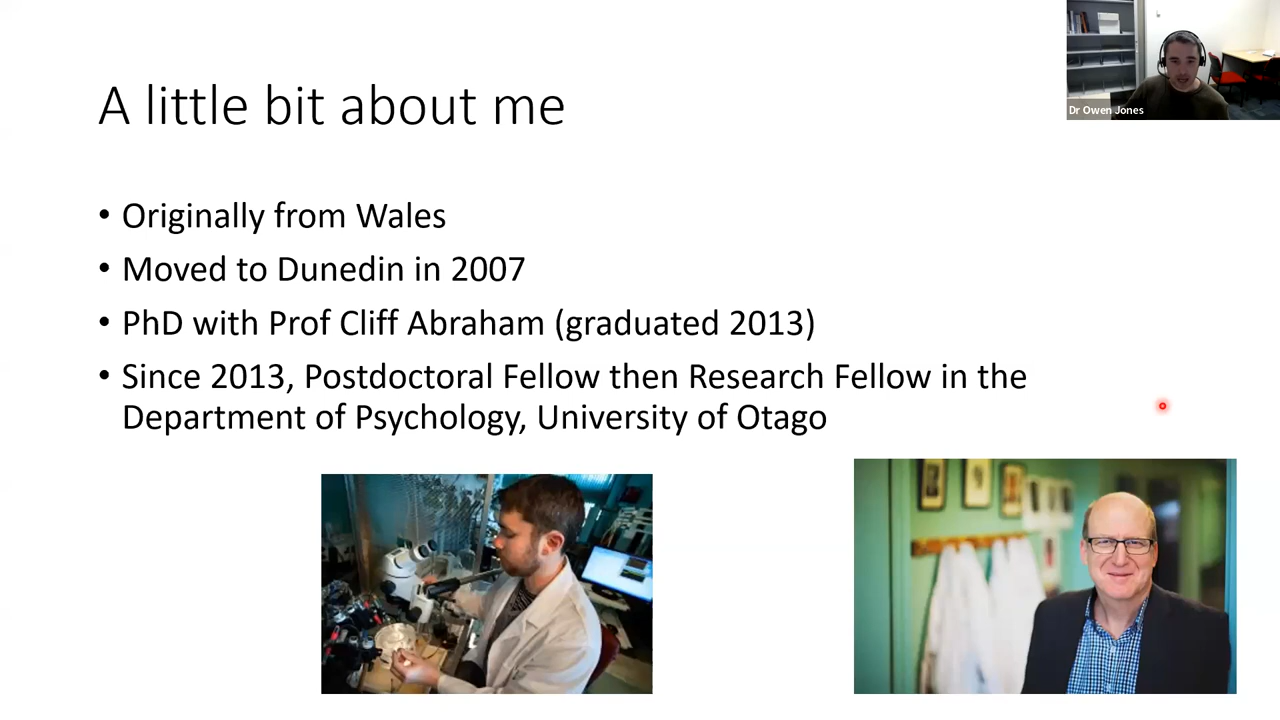 A little bit about me
Dr Owen Jones
• Originally from Wales
• Moved to Dunedin in 2007
• PhD with Prof Cliff Abraham (graduated 2013)
• Since 2013, Postdoctoral Fellow then Research Fellow in the
Department of Psychology, University of Otago